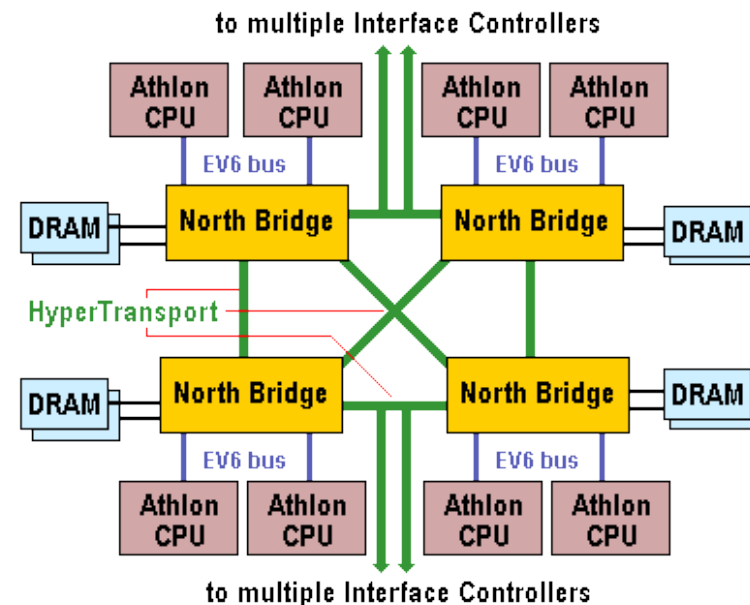 to multiple Interface Controllers
Athlon CPU
Athlon CPU
Athlon CPU
Athlon CPU
EV6 bus
EV6 bus
DRAM
North Bridge
North Bridge
DRAM
HyperTransport
DRAM
North Bridge
North Bridge
DRAM
EV6 bus
EV6 bus
Athlon CPU
Athlon CPU
Athlon CPU
Athlon CPU
to multiple Interface Controllers